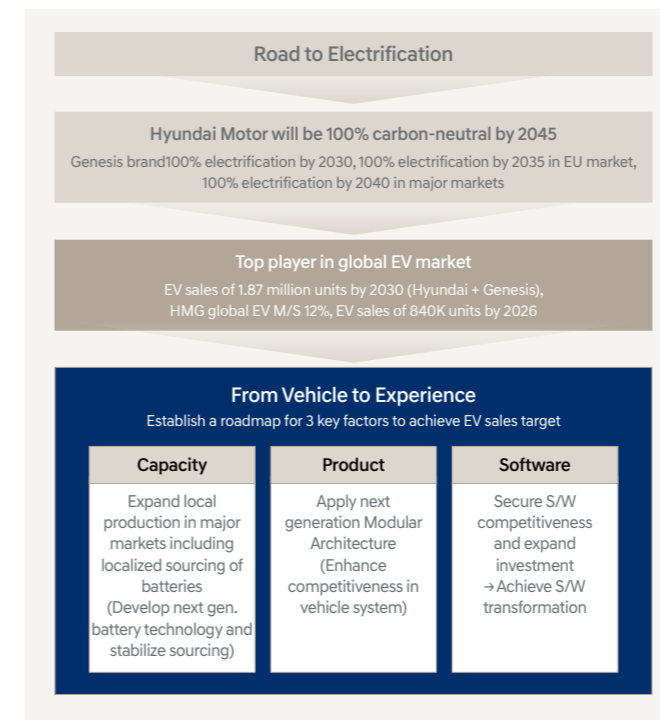 Road to Electrification
Hyundai Motor will be 100% carbon-neutral by 2045
Genesis brand100% electrification by 2030, 100% electrification by 2035 in EU market,
100% electrification by 2040 in major markets
Top player in global EV market
EV sales of 1.87 million units by 2030 (Hyundai + Genesis),
HMG global EV M/S 12%, EV sales of 840K units by 2026
From Vehicle to Experience
Establish a roadmap for 3 key factors to achieve EV sales target
Capacity
Expand local
production in major
markets including
localized sourcing of
batteries
(Develop next gen.
battery technology and
stabilize sourcing)
Product
Apply next
generation Modular
Architecture
(Enhance
competitiveness in
vehicle system)
Software
Secure S/W
competitiveness
and expand
investment
→Achieve S/W
transformation